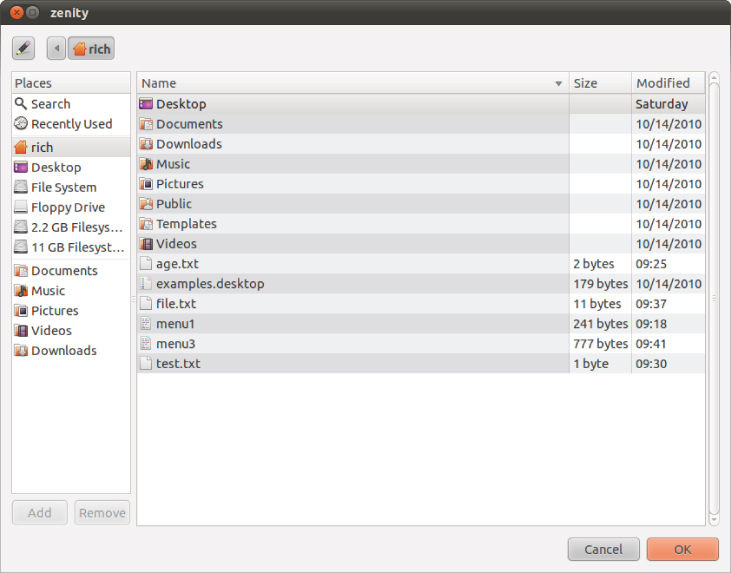 zenity
rich
Places
Search
Recently Used
rich
Desktop
File System
Floppy Drive
2.2 GB Filesys...
11 GB Filesyst...
Documents
Music
Pictures
Videos
Downloads
Add Remove
Name Size Modified
Desktop Saturday
Documents 10/14/2010
Downloads 10/14/2010
Music 10/14/2010
Pictures 10/14/2010
Public 10/14/2010
Templates 10/14/2010
Videos 10/14/2010
age.txt 2 bytes 09:25
examples.desktop 179 bytes 10/14/2010
file.txt 11 bytes 09:37
menu1 241 bytes 09:18
menu3 777 bytes 09:41
test.txt 1 byte 09:30
Cancel OK